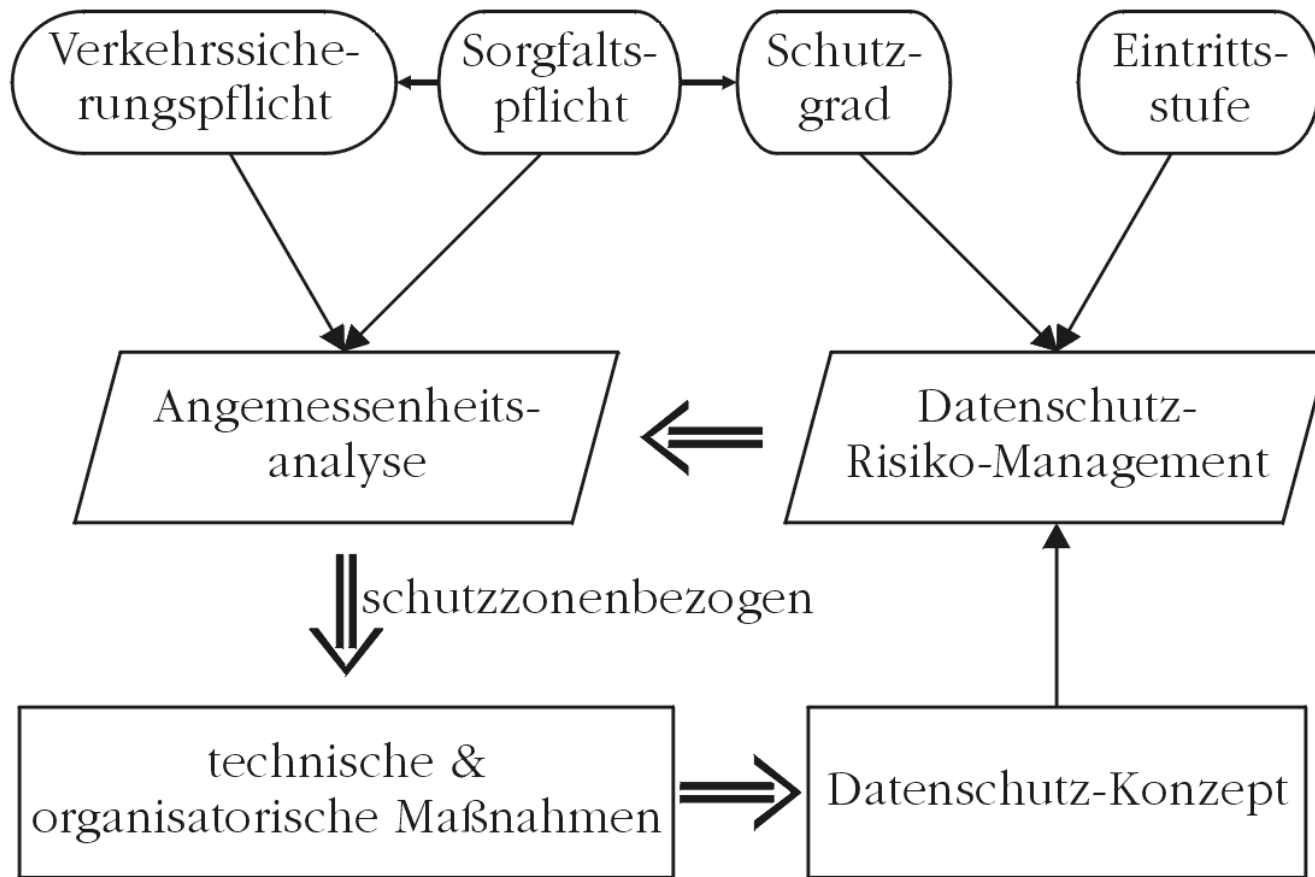 Verkehrssiche-
rungspflicht
Sorgfalts-
pflicht
Schutz-
grad
Eintritts-
stufe
Angemessenheits-
analyse
Datenschutz-
Risiko-Management
schutzzonenbezogen
technische &
organisatorische Maßnahmen
Datenschutz-Konzept